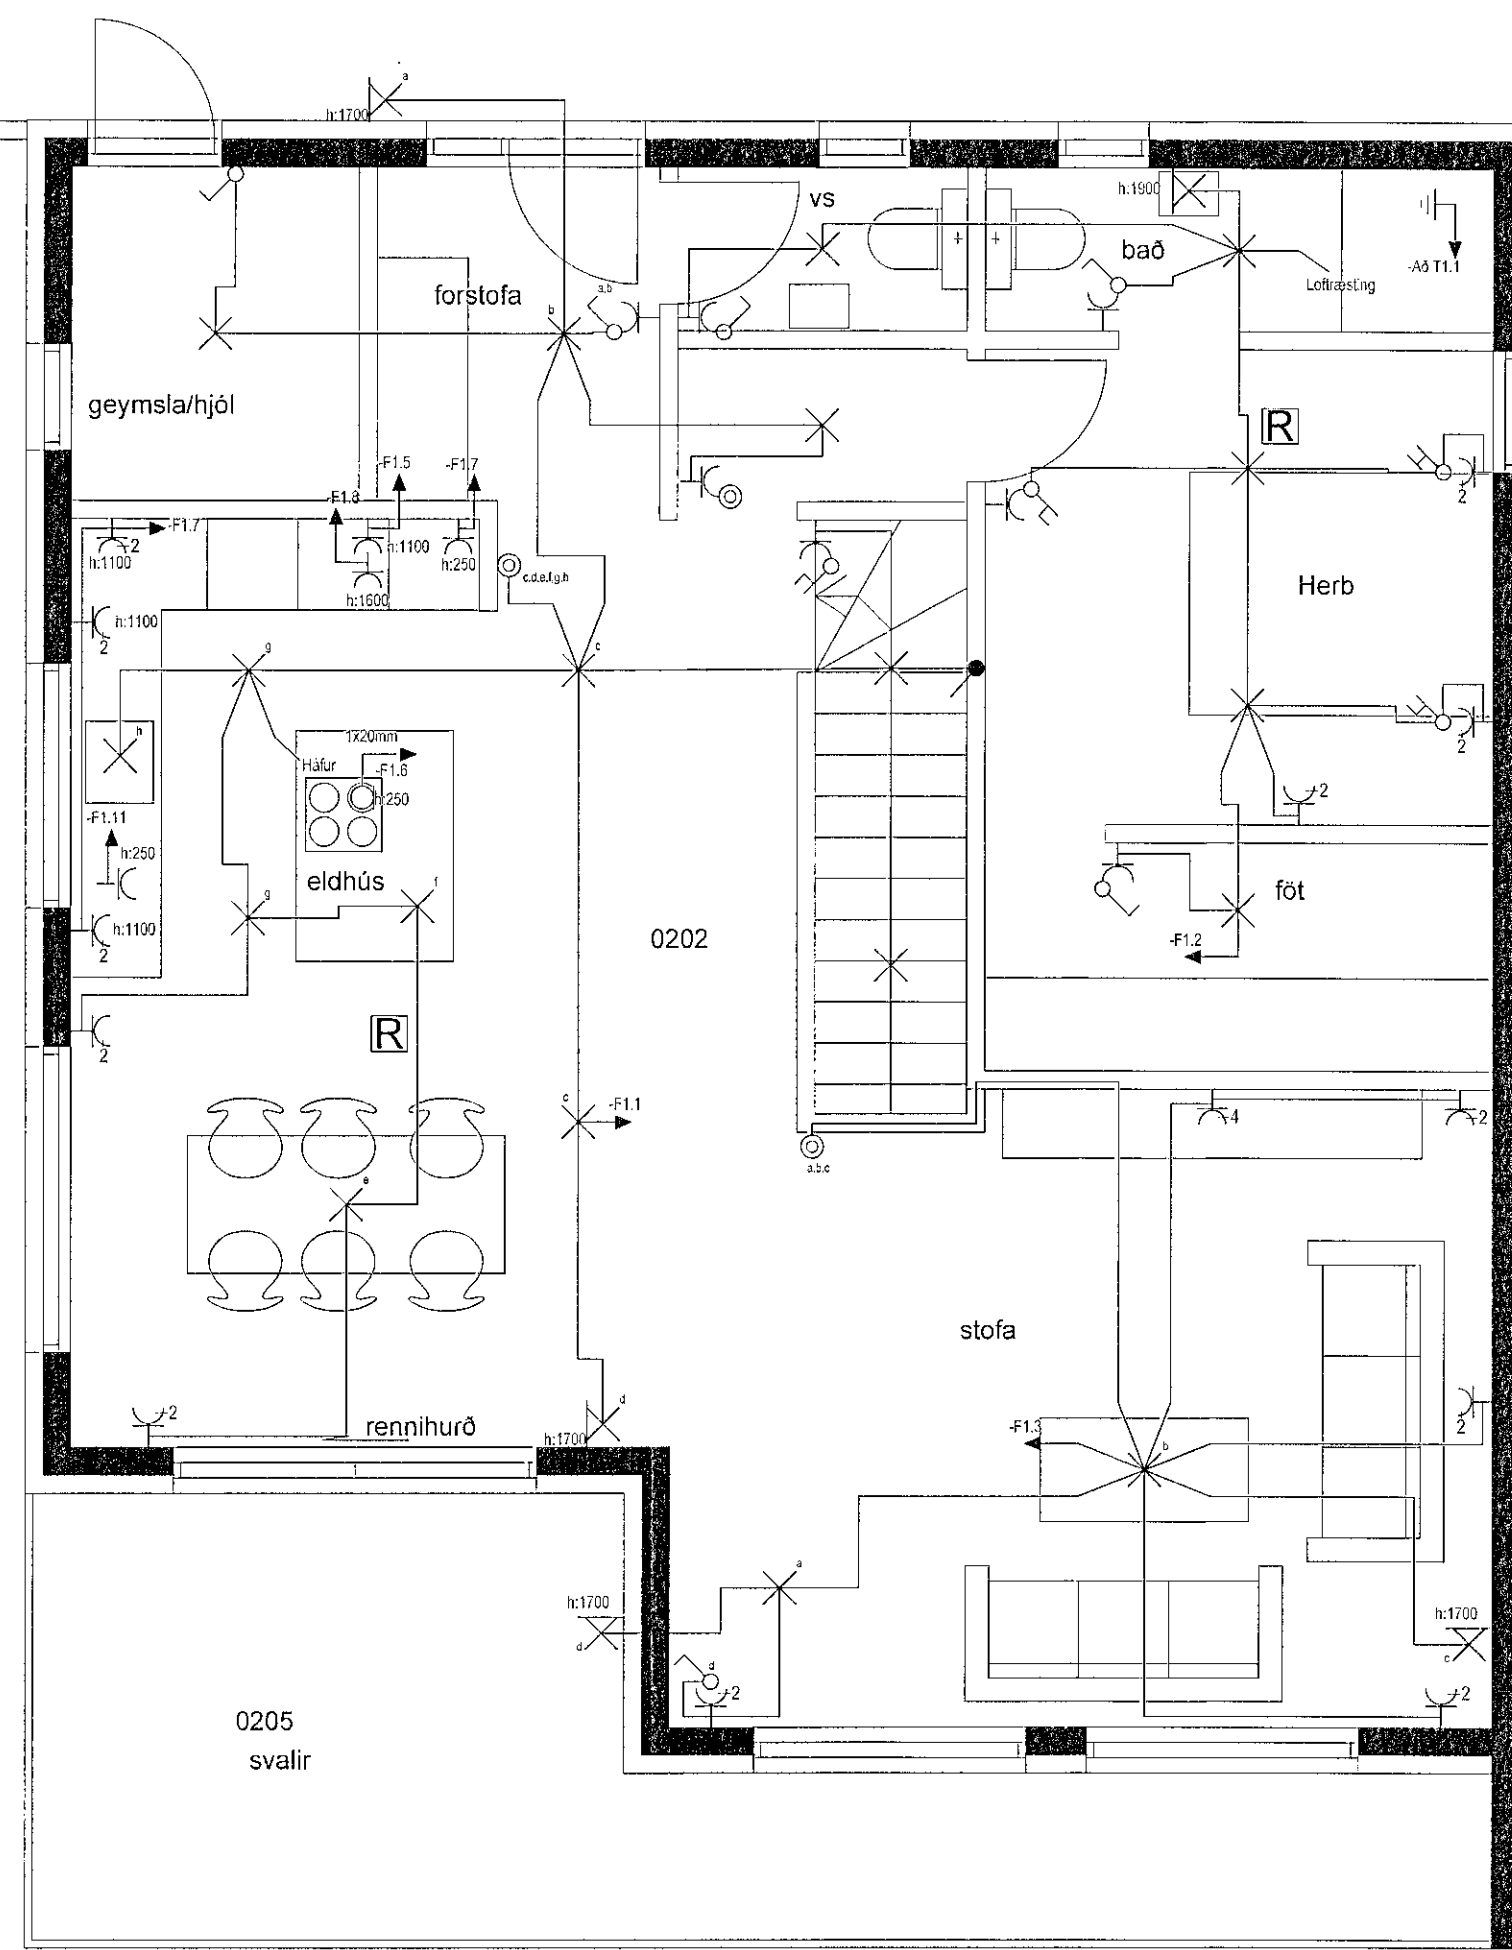 a
h:1700
vs
h:1900
bað
-Að T1.1
Loftræsting
forstofa
a,b
b
geymsla/hjól
R
-F1.5
-F1.7
-F1.8
2
-F1.7
2
h:1100
h:1100
h:250
h:1600
c.d.e.f.g.h
h:1100
2
Herb
g
c
h
1x20mm
Háfur
-F1.6
h:250
2
2
-F1.11
h:250
eldhús
f
föt
g
h:1100
2
0202
-F1.2
R
2
c
-F1.1
4
2
a.b.c
e
stofa
2
rennihurð
d
h:1700
2
-F1.3
b
a
h:1700
d
h:1700
c
d
2
2
0205
svalir